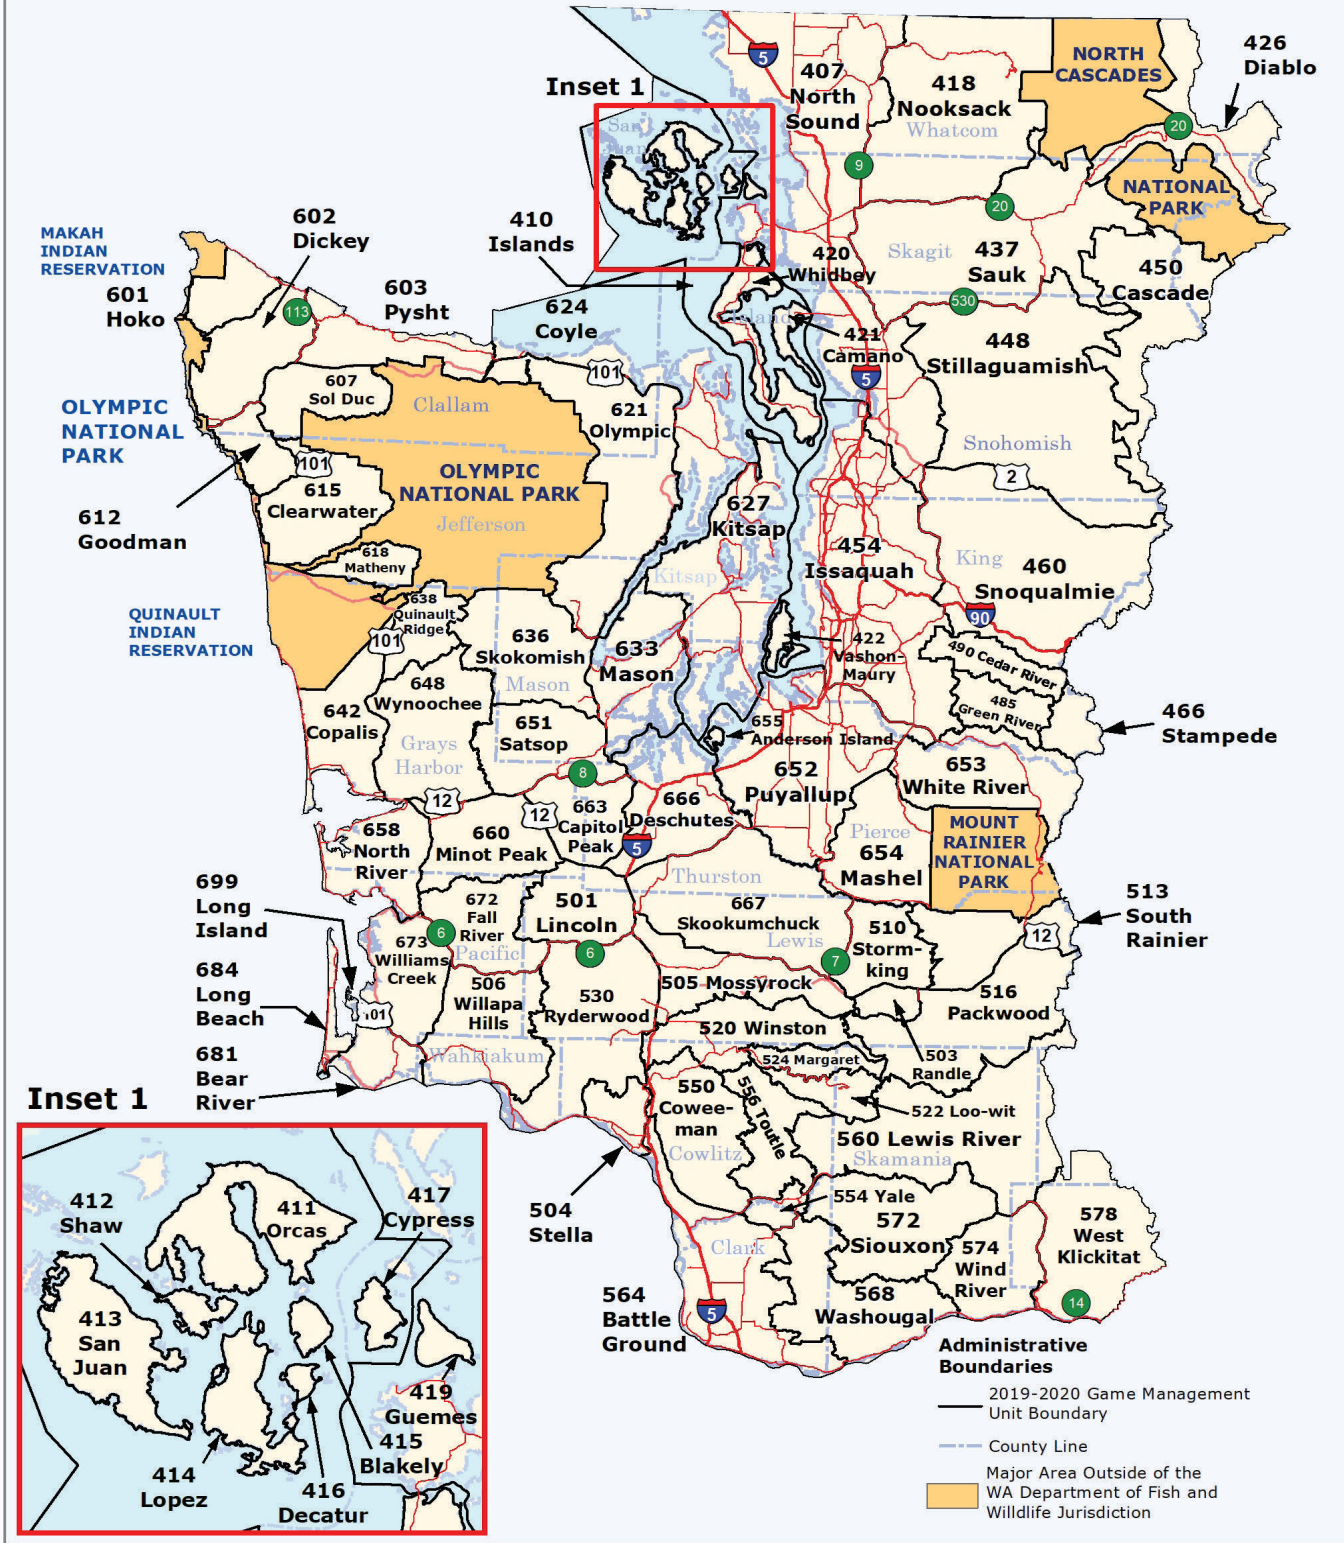 426
Diablo
NORTH
CASCADES
5
407
North
Sound
418
Nooksack
Whatcom
Inset 1
San
Juan
20
9
NATIONAL
PARK
20
602
Dickey
410
Islands
MAKAH
INDIAN
RESERVATION
601
Hoko
603
Pysht
113
624
Coyle
420
Whidbey
Skagit
437
Sauk
450
Cascade
530
Island
421
Camano
448
Stillaguamish
5
101
607
Sol Duc
Clallam
621
Olympic
OLYMPIC
NATIONAL
PARK
Snohomish
101
OLYMPIC
NATIONAL PARK
2
615
Clearwater
612
Goodman
Jefferson
627
Kitsap
454
Issaquah
King
460
Snoqualmie
618
Matheny
Kitsap
638
Quinault
Ridge
QUINAULT
INDIAN
RESERVATION
101
90
636
Skokomish
633
Mason
422
Vashon-
Maury
490 Cedar River
485
Green River
648
Wynoochee
Mason
642
Copalis
651
Satsop
655
Anderson Island
466
Stampede
Grays
Harbor
8
652
Puyallup
653
White River
12
12
663
Capitol
Peak
666
Deschutes
658
North
River
660
Minot Peak
5
Pierce
654
Mashel
MOUNT
RAINIER
NATIONAL
PARK
Thurston
699
Long
Island
672
Fall
River
501
Lincoln
667
Skookumchuck
Lewis
510
Storm-
king
513
South
Rainier
12
6
673
Williams
Creek
Pacific
6
7
684
Long
Beach
506
Willapa
Hills
530
Ryderwood
505 Mossyrock
516
Packwood
101
520 Winston
681
Bear
River
Wahkiakum
524 Margaret
503
Randle
550
Cowee-
man
556 Toutle
522 Loo-wit
560 Lewis River
Skamania
Cowlitz
504
Stella
554 Yale
572
Siouxon
574
Wind
River
578
West
Klickitat
Clark
564
Battle
Ground
5
568
Washougal
14
Inset 1
412
Shaw
411
Orcas
417
Cypress
413
San
Juan
419
Guemes
415
Blakely
414
Lopez
416
Decatur
Administrative
Boundaries
2019-2020 Game Management
Unit Boundary
County Line
Major Area Outside of the
WA Department of Fish and
Willdlife Jurisdiction